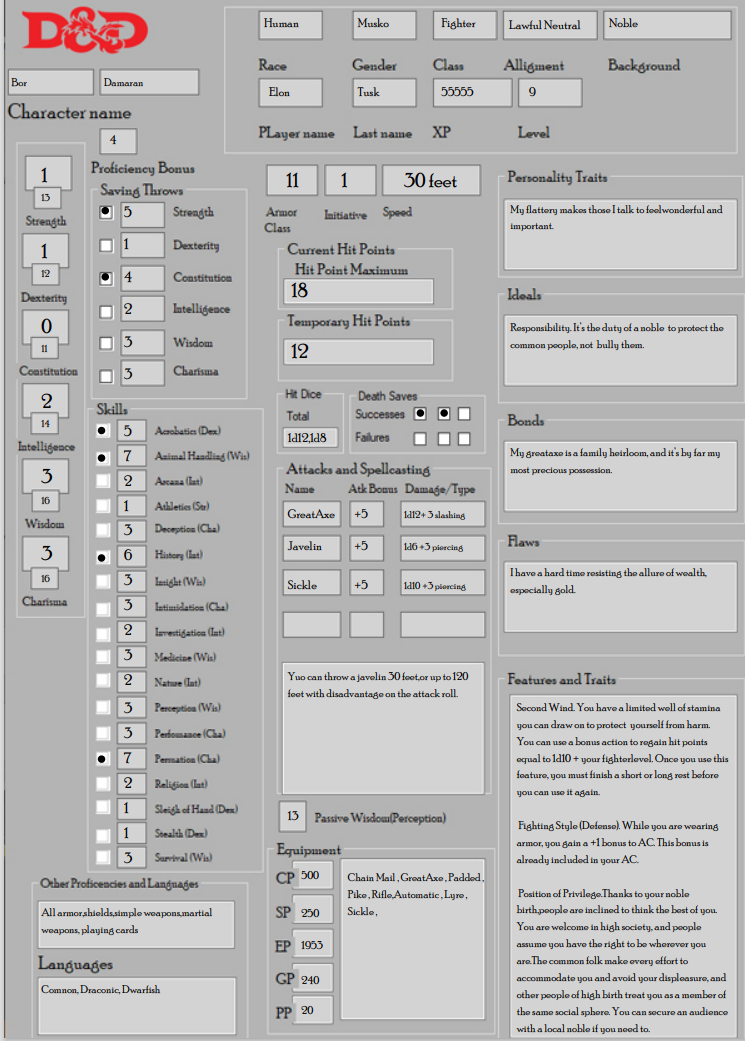 D&D
Human Musko Fighter Lawful Neutral Noble
Race Gender Class Alligment Background
Bor Damaran
Elon Tusk 55555 9
Character name
PLayer name Last name XP Level
4
Proficiency Bonus
1
13
Strength
1
12
Dexterity
0
11
Constitution
2
14
Intelligence
3
16
Wisdom
3
16
Charisma
Saving Throws
5 Strength
1 Dexterity
4 Constitution
2 Intelligence
3 Wisdom
3 Charisma
Skills
5 Acrobatics (Dex)
7 Animal Handling (Wis)
2 Arcana (Int)
1 Athletics (Str)
3 Deception (Cha)
6 History (Int)
3 Insight (Wis)
3 Intimidation (Cha)
2 Investigation (Int)
3 Medicine (Wis)
2 Nature (Int)
3 Perception (Wis)
3 Perfomance (Cha)
7 Persuation (Cha)
2 Religion (Int)
1 Sleigh of Hand (Dex)
1 Stealth (Dex)
3 Survival (Wis)
Other Proficencies and Languages
All armor,shields,simple weapons,martial
weapons, playing cards
Languages
Comnon, Draconic, Dwarfish
11 1 30 feet
Armor
Class
Initiative Speed
Current Hit Points
Hit Point Maximum
18
Temporary Hit Points
12
Hit Dice
Total
1d12,1d8
Death Saves
Successes
Failures
Attacks and Spellcasting
Name Atk Bonus Damage/Type
GreatAxe +5 1d12+ 3 slashing
Javelin +5 1d6 +3 piercing
Sickle +5 1d10 +3 piercing
Yuo can throw a javelin 30 feet,or up to 120
feet with disadvantage on the attack roll.
13 Passive Wisdom(Perception)
Equipment
CP 500
SP 250
EP 1953
GP 240
PP 20
Chain Mail , GreatAxe , Padded ,
Pike , Rifle,Automatic , Lyre ,
Sickle ,
Personality Traits
My flattery makes those I talk to feelwonderful and
important.
Ideals
Responsibility. It's the duty of a noble to protect the
common people, not bully them.
Bonds
My greataxe is a family heirloom, and it's by far my
most precious possession.
Flaws
I have a hard time resisting the allure of wealth,
especially gold.
Features and Traits
Second Wind. You have a limited well of stamina
you can draw on to protect yourself from harm.
You can use a bonus action to regain hit points
equal to 1d10 + your fighterlevel. Once you use this
feature, you must finish a short or long rest before
you can use it again.
Fighting Style (Defense). While you are wearing
armor, you gain a +1 bonus to AC. This bonus is
already included in your AC.
Position of Privilege.Thanks to your noble
birth,people are inclined to think the best of you.
You are welcome in high society, and people
assume you have the right to be wherever you
are.The common folk make every effort to
accommodate you and avoid your displeasure, and
other people of high birth treat you as a member of
the same social sphere. You can secure an audience
with a local noble if you need to.